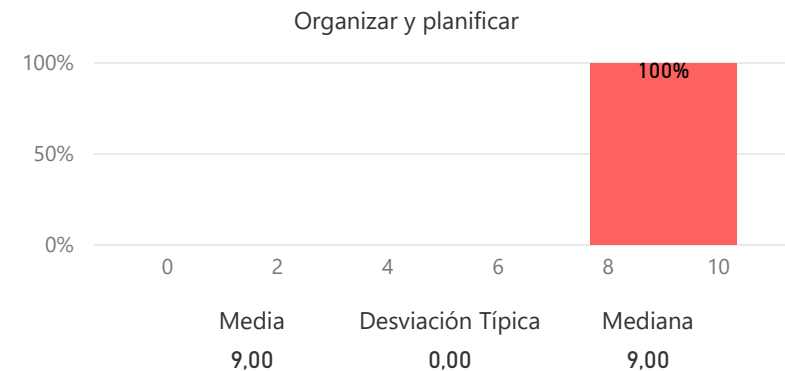 Organizar y planificar
100%
100%
50%
0%
0 2 4 6 8 10
Media Desviación Típica Mediana
9,00 0,00 9,00